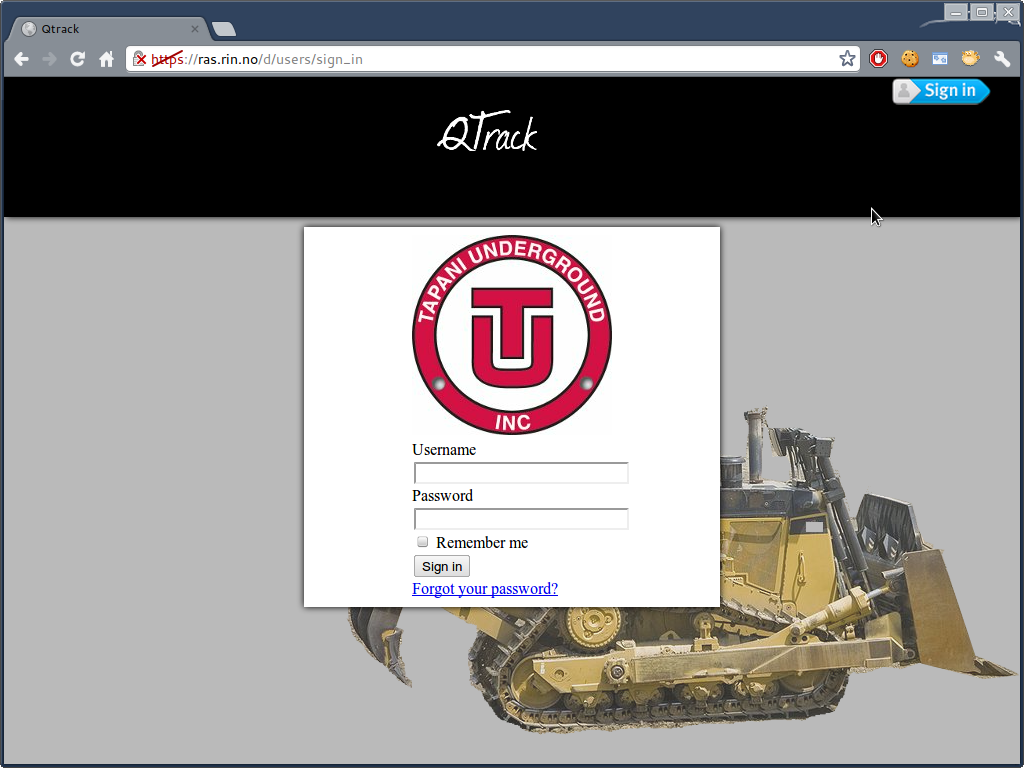 Qtrack
https://ras.rin.no/d/users/sign_in
Sign in
QTrack
TAPANI UNDERGROUND
TU
INC
Username
Password
Remember me
Sign in
Forgot your password?